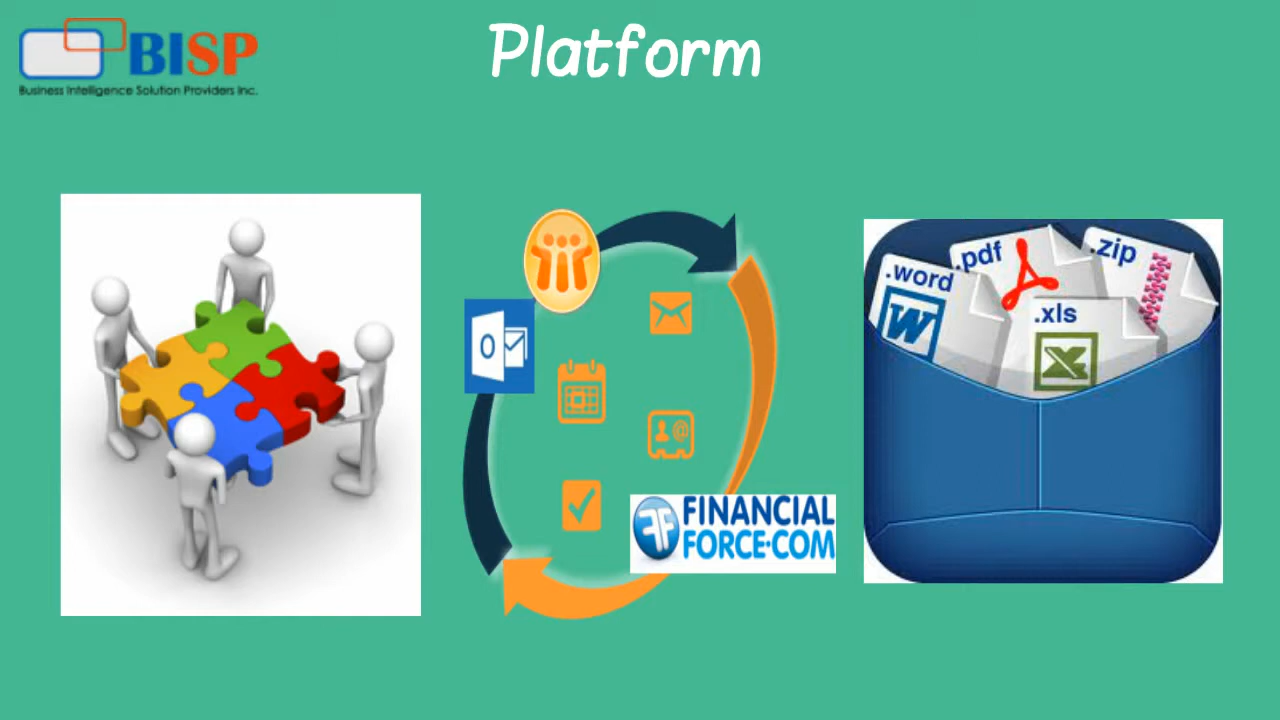 BISP
Business Intelligence Solution Providers Inc.
Platform
O
FINANCIAL
FORCE.COM
.word
W
.pdf
.zip
.xls
X